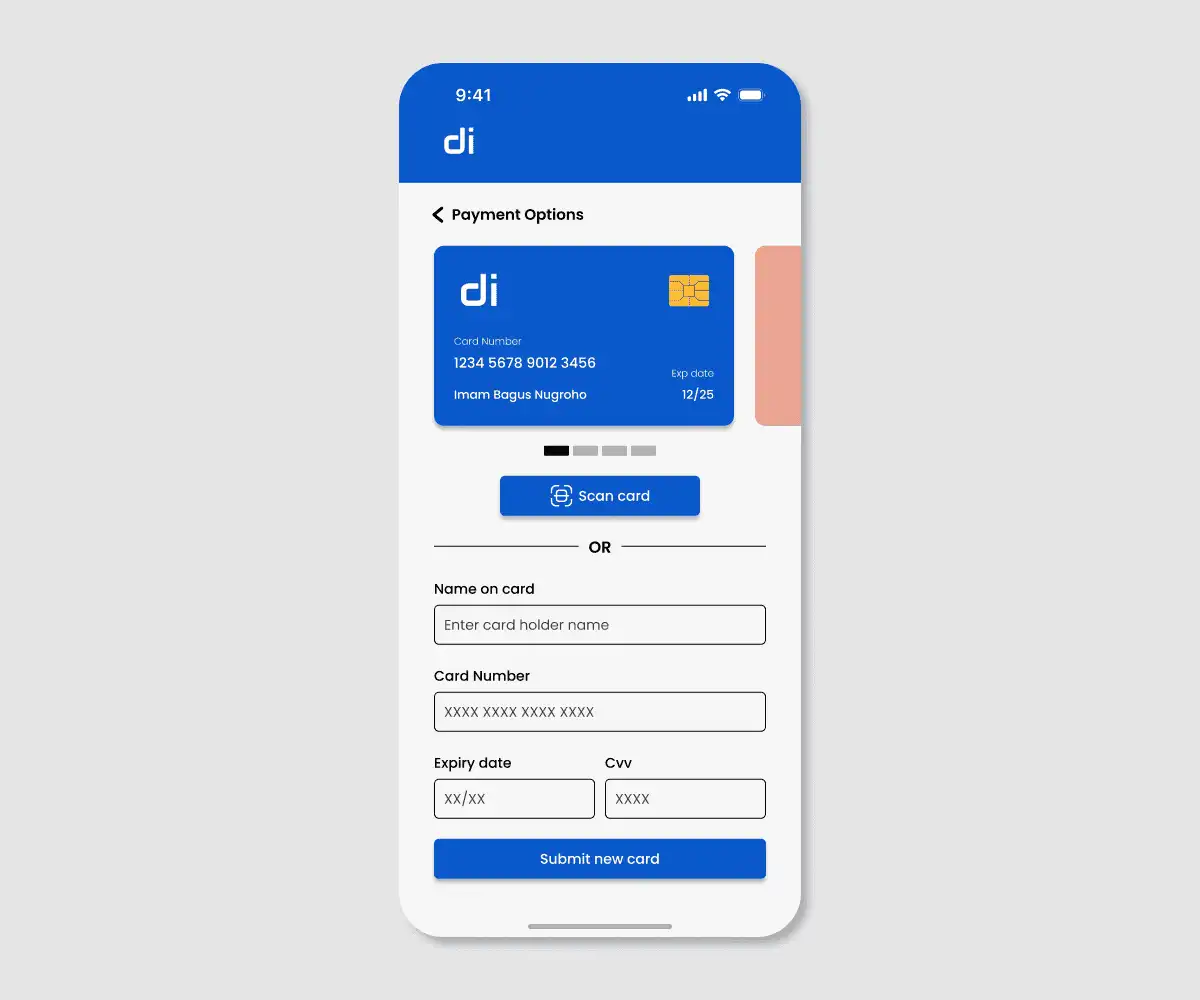 9:41
di
Payment Options
di
Card Number
1234 5678 9012 3456
Exp date
Imam Bagus Nugroho
12/25
Scan card
OR
Name on card
Enter card holder name
Card Number
XXXX XXXX XXXX XXXX
Expiry date
Cvv
XX/XX
XXXX
Submit new card